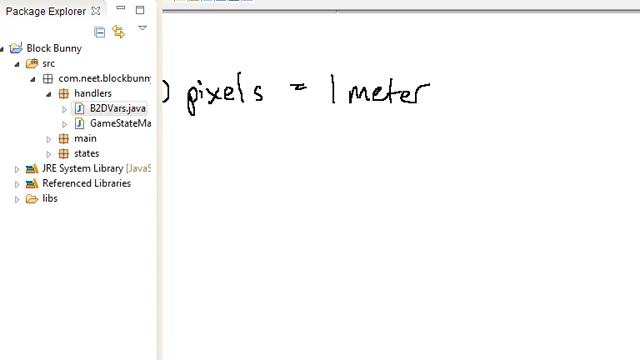 Package Explorer
Block Bunny
src
com.neet.blockbunny
handlers
) pixels = 1 meter
B2DVars.java
GameStateMa
main
states
JRE System Library [JavaS
Referenced Libraries
libs